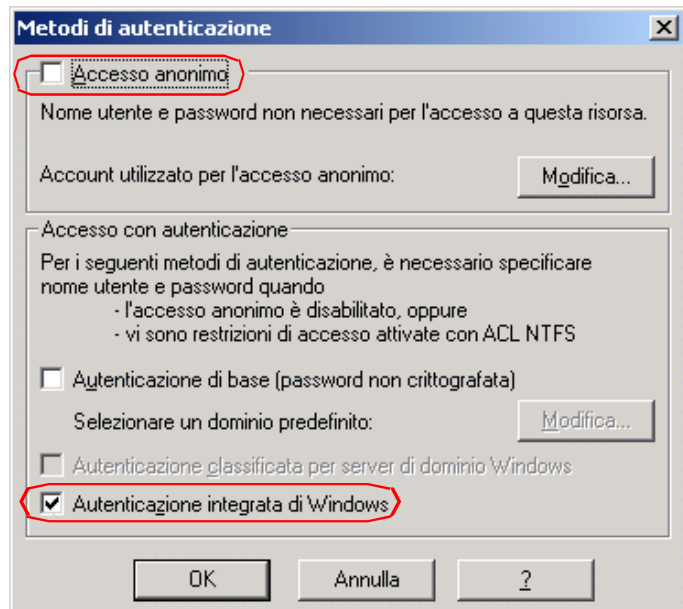 Metodi di autenticazione
Accesso anonimo
Nome utente e password non necessari per l'accesso a questa risorsa.
Account utilizzato per l'accesso anonimo:
Modifica...
Accesso con autenticazione
Per i seguenti metodi di autenticazione, è necessario specificare
nome utente e password quando
- l'accesso anonimo è disabilitato, oppure
- vi sono restrizioni di accesso attivate con ACL NTFS
Autenticazione di base (password non crittografata)
Selezionare un dominio predefinito:
Modifica...
Autenticazione classificata per server di dominio Windows
Autenticazione integrata di Windows
OK
Annulla
?